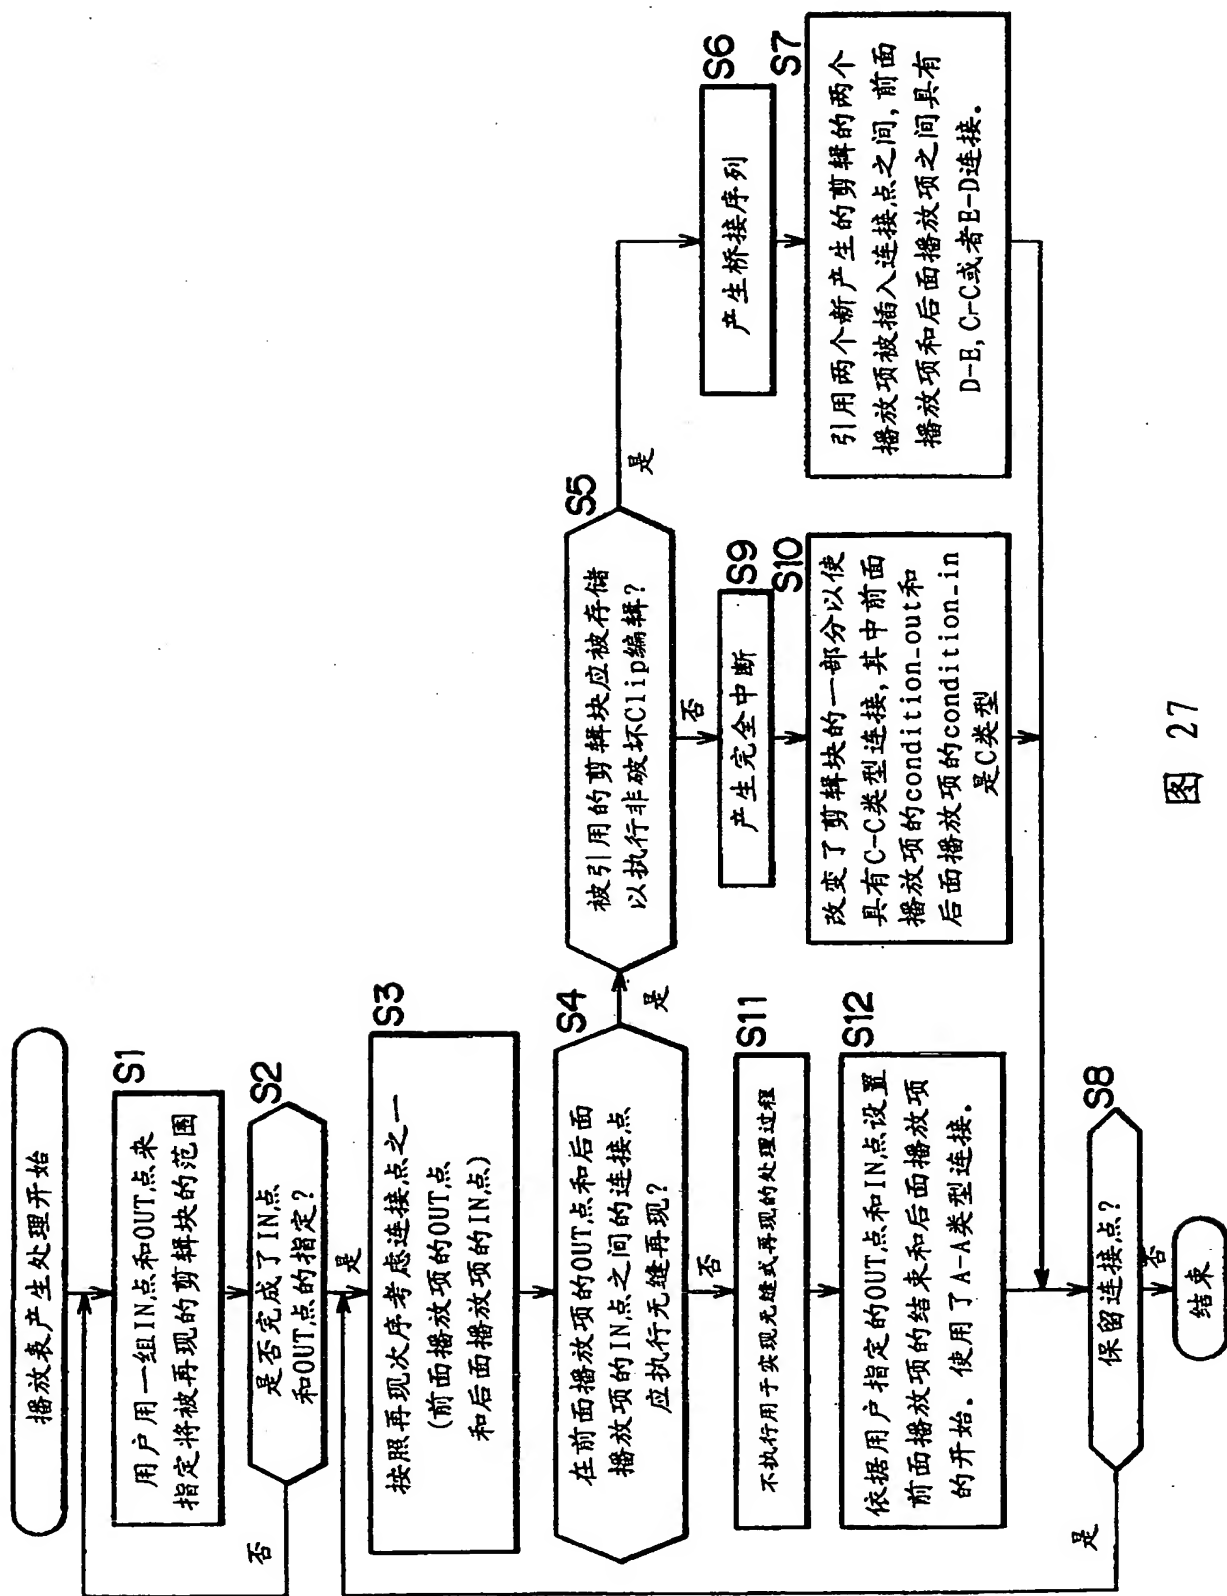 播放表产生处理开始
S1
用户用一组IN点和OUT点来
指定将被再现的剪辑块的范围
S2
是否完成了IN点
和OUT点的指定?
否
是
S3
按照再现次序考虑连接点之一
(前面播放项的OUT点
和后面播放项的IN点)
S4
在前面播放项的OUT点和后面
播放项的IN点之间的连接点
应执行无缝再现?
是
否
S5
被引用的剪辑块应被存储
以执行非破坏Clip编辑?
是
否
S6
产生桥接序列
S7
引用两个新产生的剪辑的两个
播放项被插入连接点之间,前面
播放项和后面播放项之间具有
D-E,C-C或者E-D连接。
S9
产生完全中断
S10
改变了剪辑块的一部分以使
具有C-C类型连接,其中前面
播放项的condition_out和
后面播放项的condition_in
是C类型
S11
不执行用于实现无缝式再现的处理过程
S12
依据用户指定的OUT点和IN点设置
前面播放项的结束和后面播放项
的开始。使用了A-A类型连接。
S8
保留连接点?
是
否
结束
图 27